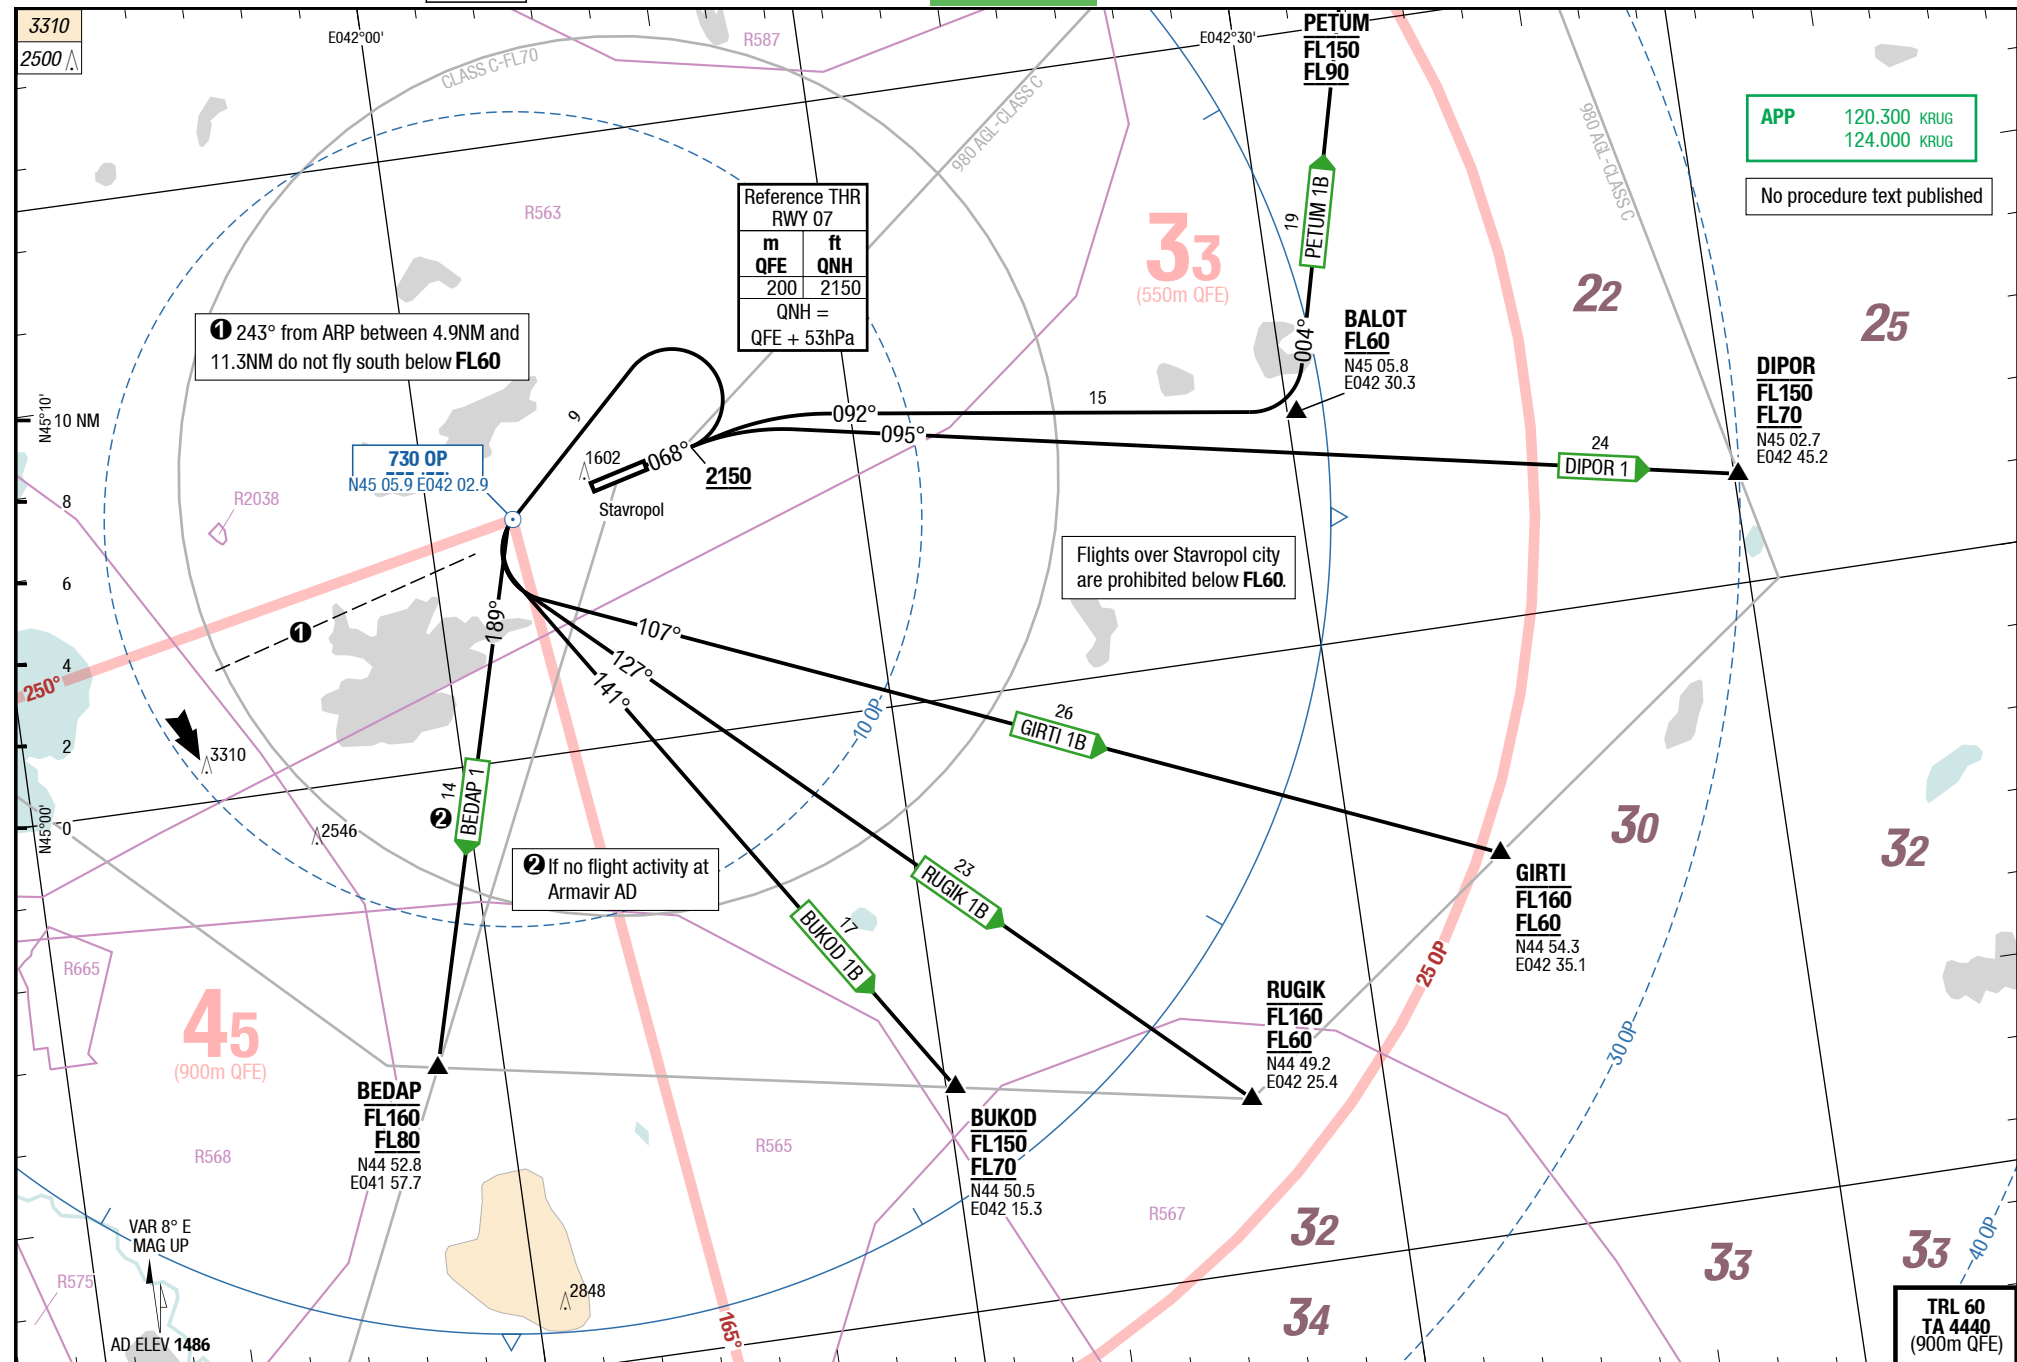 3310
2500
E042°00'
CLASS C-FL70
R587
E042°30'
PETUM
FL150
FL90
980 AGL-CLASS C
980 AGL-CLASS C
APP 120.300 KRUG
124.000 KRUG
No procedure text published
R563
Reference THR
RWY 07
m ft
QFE QNH
200 2150
QNH =
QFE + 53hPa
33
(550m QFE)
19
PETUM 1B
22
25
1 243° from ARP between 4.9NM and
11.3NM do not fly south below FL60
004°
BALOT
FL60
N45 05.8
E042 30.3
DIPOR
FL150
FL70
N45 02.7
E042 45.2
N45°10'
10 NM
9
092°
15
095°
24
DIPOR 1
730 OP
N45 05.9 E042 02.9
1602
068°
2150
Stavropol
R2038
8
6
4
2
0
N45°00'
Flights over Stavropol city
are prohibited below FL60.
1
189°
107°
127°
141°
250°
10 OP
26
GIRTI 1B
3310
2546
14
2
BEDAP 1
2 If no flight activity at
Armavir AD
23
RUGIK 1B
17
BUKOD 1B
30
32
GIRTI
FL160
FL60
N44 54.3
E042 35.1
25 OP
R665
45
(900m QFE)
RUGIK
FL160
FL60
N44 49.2
E042 25.4
30 OP
BEDAP
FL160
FL80
N44 52.8
E041 57.7
BUKOD
FL150
FL70
N44 50.5
E042 15.3
R568
R565
R567
VAR 8° E
MAG UP
R575
AD ELEV 1486
2848
165°
32
34
33
33
40 OP
TRL 60
TA 4440
(900m QFE)